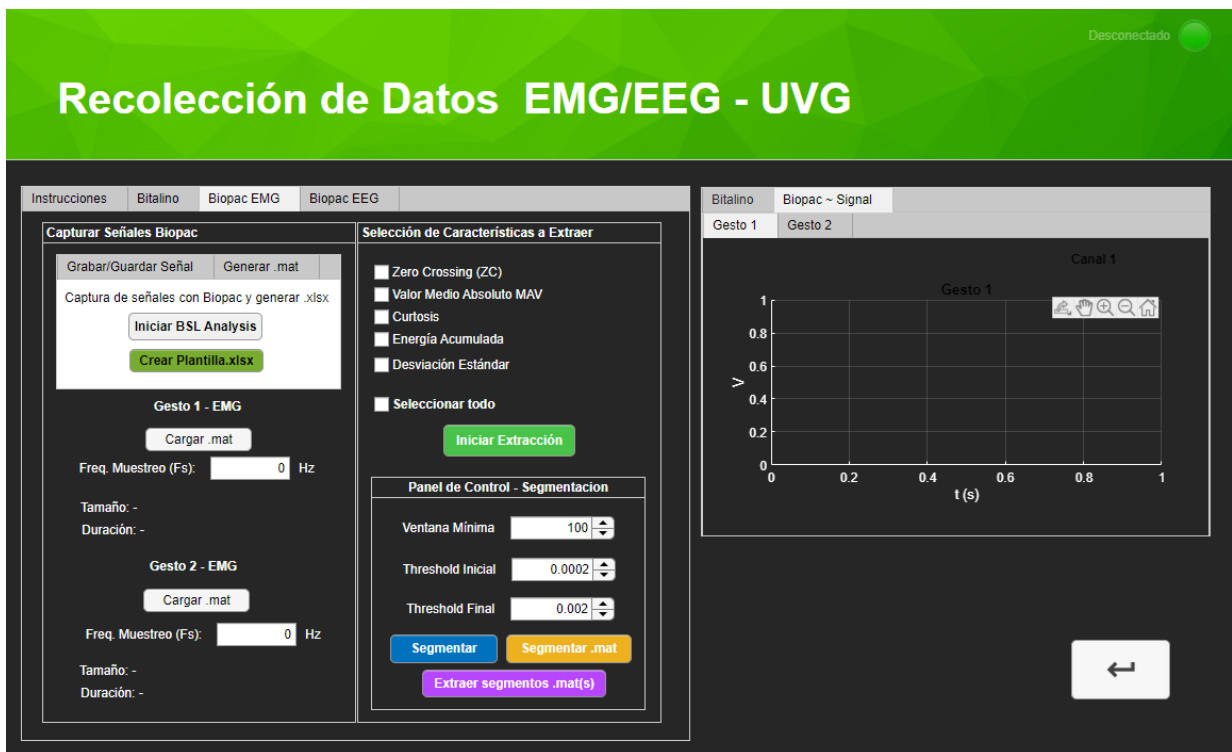 Desconectado
Recolección de Datos  EMG/EEG - UVG
Instrucciones
Bitalino
Biopac EMG
Biopac EEG
Capturar Señales Biopac
Grabar/Guardar Señal
Generar .mat
Captura de señales con Biopac y generar .xlsx
Iniciar BSL Analysis
Crear Plantilla.xlsx
Gesto 1 - EMG
Cargar .mat
Freq. Muestreo (Fs): 0 Hz
Tamaño: -
Duración: -
Gesto 2 - EMG
Cargar .mat
Freq. Muestreo (Fs): 0 Hz
Tamaño: -
Duración: -
Selección de Características a Extraer
Zero Crossing (ZC)
Valor Medio Absoluto MAV
Curtosis
Energía Acumulada
Desviación Estándar
Seleccionar todo
Iniciar Extracción
Panel de Control - Segmentacion
Ventana Mínima 100
Threshold Inicial 0.0002
Threshold Final 0.002
Segmentar
Segmentar .mat
Extraer segmentos .mat(s)
Bitalino
Biopac ~ Signal
Gesto 1
Gesto 2
Canal 1
Gesto 1
1
0.8
0.6
0.4
0.2
0
V
0 0.2 0.4 0.6 0.8 1
t (s)